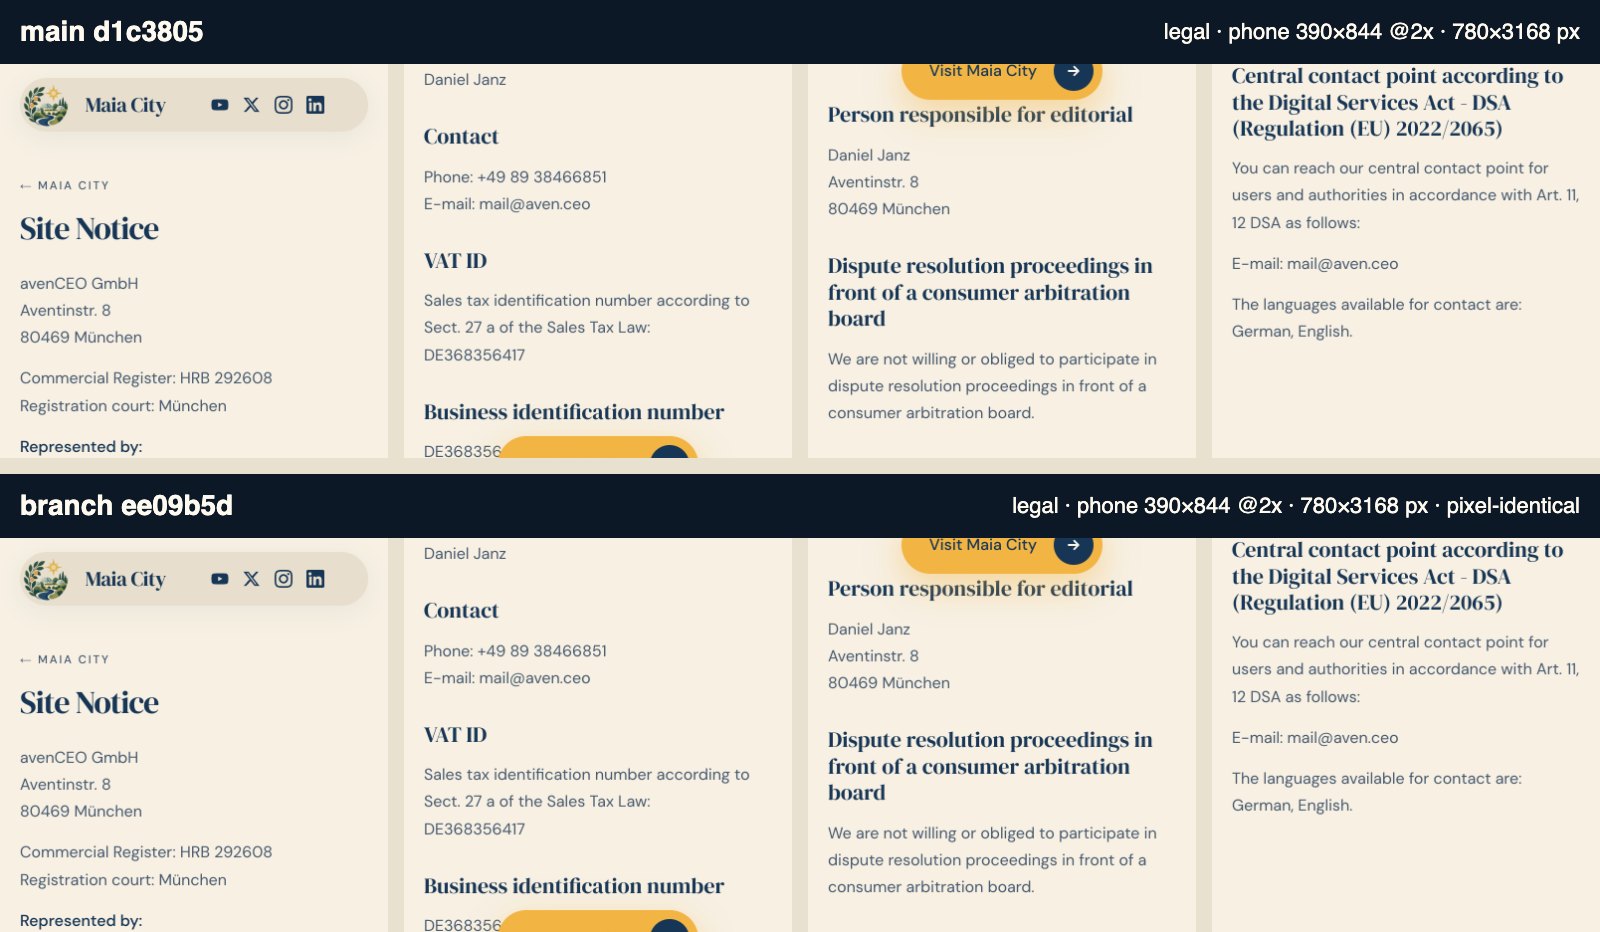 main d1c3805
legal · phone 390×844 @2x · 780×3168 px
Maia City
← MAIA CITY
Site Notice
avenCEO GmbH
Aventinstr. 8
80469 München
Commercial Register: HRB 292608
Registration court: München
Represented by:
Daniel Janz
Contact
Phone: +49 89 38466851
E-mail: mail@aven.ceo
VAT ID
Sales tax identification number according to
Sect. 27 a of the Sales Tax Law:
DE368356417
Business identification number
DE368356
Visit Maia City →
Person responsible for editorial
Daniel Janz
Aventinstr. 8
80469 München
Dispute resolution proceedings in
front of a consumer arbitration
board
We are not willing or obliged to participate in
dispute resolution proceedings in front of a
consumer arbitration board.
Central contact point according to
the Digital Services Act - DSA
(Regulation (EU) 2022/2065)
You can reach our central contact point for
users and authorities in accordance with Art. 11,
12 DSA as follows:
E-mail: mail@aven.ceo
The languages available for contact are:
German, English.
branch ee09b5d
legal · phone 390×844 @2x · 780×3168 px · pixel-identical
Maia City
← MAIA CITY
Site Notice
avenCEO GmbH
Aventinstr. 8
80469 München
Commercial Register: HRB 292608
Registration court: München
Represented by:
Daniel Janz
Contact
Phone: +49 89 38466851
E-mail: mail@aven.ceo
VAT ID
Sales tax identification number according to
Sect. 27 a of the Sales Tax Law:
DE368356417
Business identification number
DE368356
Visit Maia City →
Person responsible for editorial
Daniel Janz
Aventinstr. 8
80469 München
Dispute resolution proceedings in
front of a consumer arbitration
board
We are not willing or obliged to participate in
dispute resolution proceedings in front of a
consumer arbitration board.
Central contact point according to
the Digital Services Act - DSA
(Regulation (EU) 2022/2065)
You can reach our central contact point for
users and authorities in accordance with Art. 11,
12 DSA as follows:
E-mail: mail@aven.ceo
The languages available for contact are:
German, English.